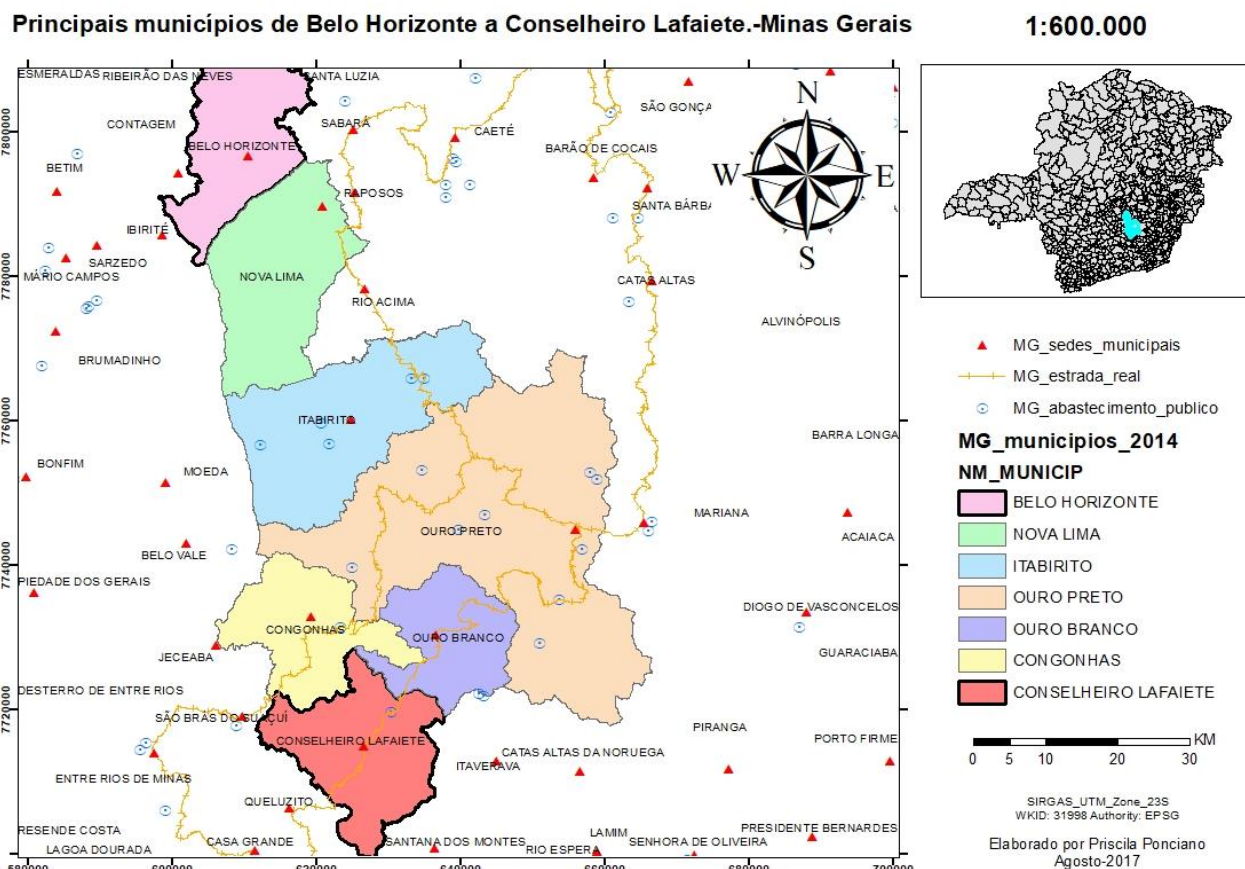 Principais municípios de Belo Horizonte a Conselheiro Lafaiete.-Minas Gerais
1:600.000
ESMERALDAS
RIBEIRÃO DAS NEVES
SANTA LUZIA
CONTAGEM
SABARÁ
CAETÉ
SÃO GONÇA
BELO HORIZONTE
BARÃO DE COCAIS
BETIM
RAPOSOS
SANTA BÁRBA
IBIRITÉ
SARZEDO
MÁRIO CAMPOS
NOVA LIMA
CATAS ALTAS
RIO ACIMA
ALVINÓPOLIS
BRUMADINHO
ITABIRITO
BARRA LONGA
BONFIM
MOEDA
MARIANA
OURO PRETO
ACAIACA
BELO VALE
PIEDADE DOS GERAIS
DIOGO DE VASCONCELOS
CONGONHAS
OURO BRANCO
JECEABA
GUARACIABA
DESTERRO DE ENTRE RIOS
SÃO BRÁS DO SUAÇUÍ
PIRANGA
CONSELHEIRO LAFAIETE
PORTO FIRME
CATAS ALTAS DA NORUEGA
ITAVERAVA
ENTRE RIOS DE MINAS
QUELUZITO
RESENDE COSTA
PRESIDENTE BERNARDES
LAMIM
CASA GRANDE
SANTANA DOS MONTES
SENHORA DE OLIVEIRA
LAGOA DOURADA
RIO ESPERA
7800000
7780000
7760000
7740000
7720000
N
W
E
S
MG_sedes_municipais
MG_estrada_real
MG_abastecimento_publico
MG_municipios_2014
NM_MUNICIP
BELO HORIZONTE
NOVA LIMA
ITABIRITO
OURO PRETO
OURO BRANCO
CONGONHAS
CONSELHEIRO LAFAIETE
KM
0 5 10 20 30
SIRGAS_UTM_Zone_23S
WKID: 31998 Authority: EPSG
Elaborado por Priscila Ponciano
Agosto-2017